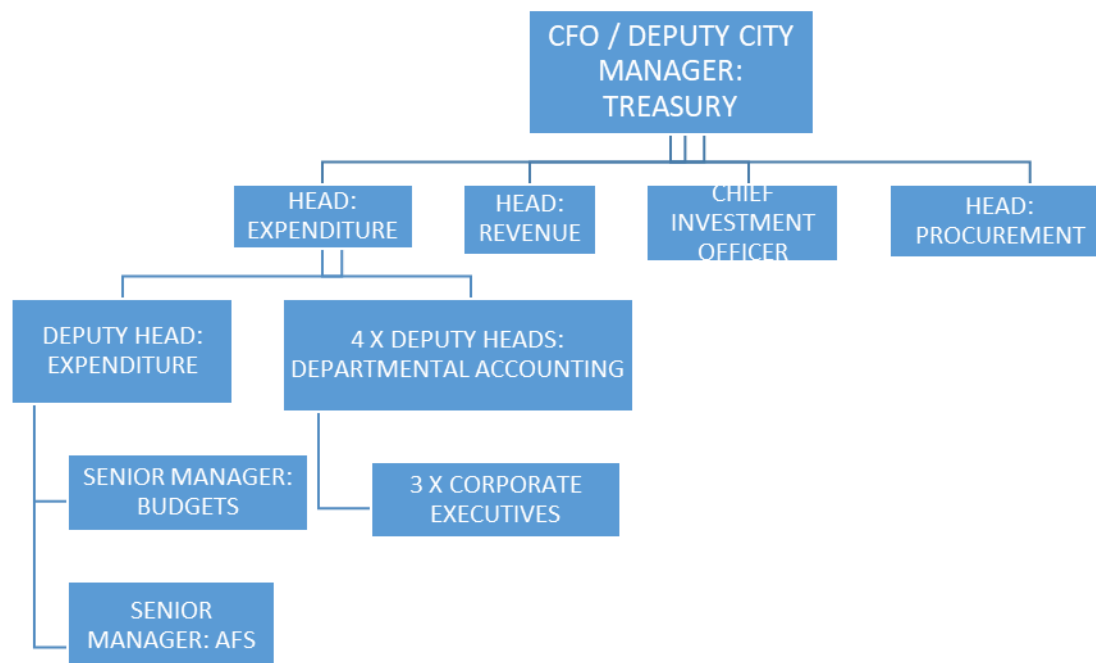 CFO / DEPUTY CITY
MANAGER:
TREASURY
HEAD:
EXPENDITURE
HEAD:
REVENUE
CHIEF
INVESTMENT
OFFICER
HEAD:
PROCUREMENT
DEPUTY HEAD:
EXPENDITURE
4 X DEPUTY HEADS:
DEPARTMENTAL ACCOUNTING
SENIOR MANAGER:
BUDGETS
3 X CORPORATE
EXECUTIVES
SENIOR
MANAGER: AFS